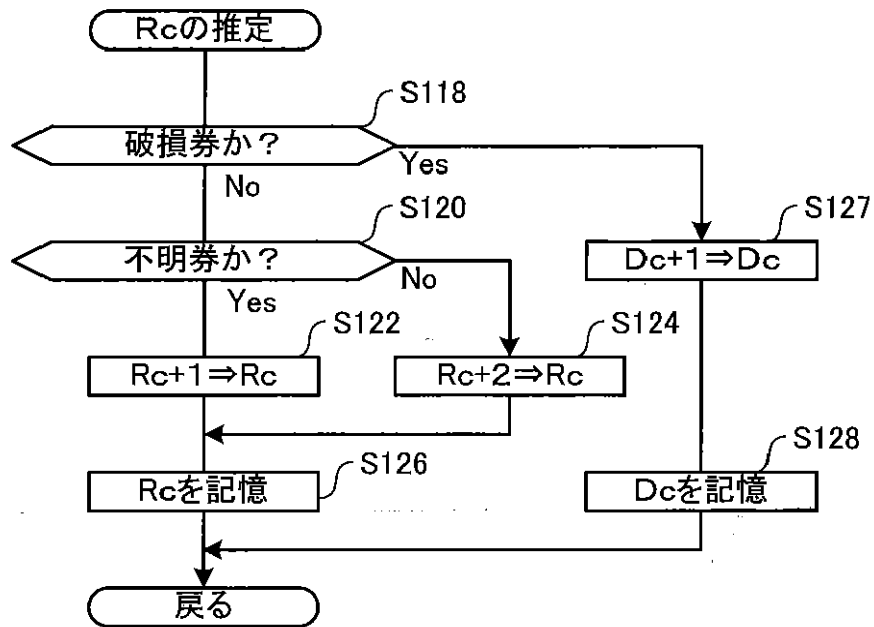 Rcの推定
S118
破損券か？
Yes
No
S120
S127
不明券か？
No
Dc+1⇒Dc
Yes
S122
S124
Rc+1⇒Rc
Rc+2⇒Rc
S126
S128
Rcを記憶
Dcを記憶
戻る